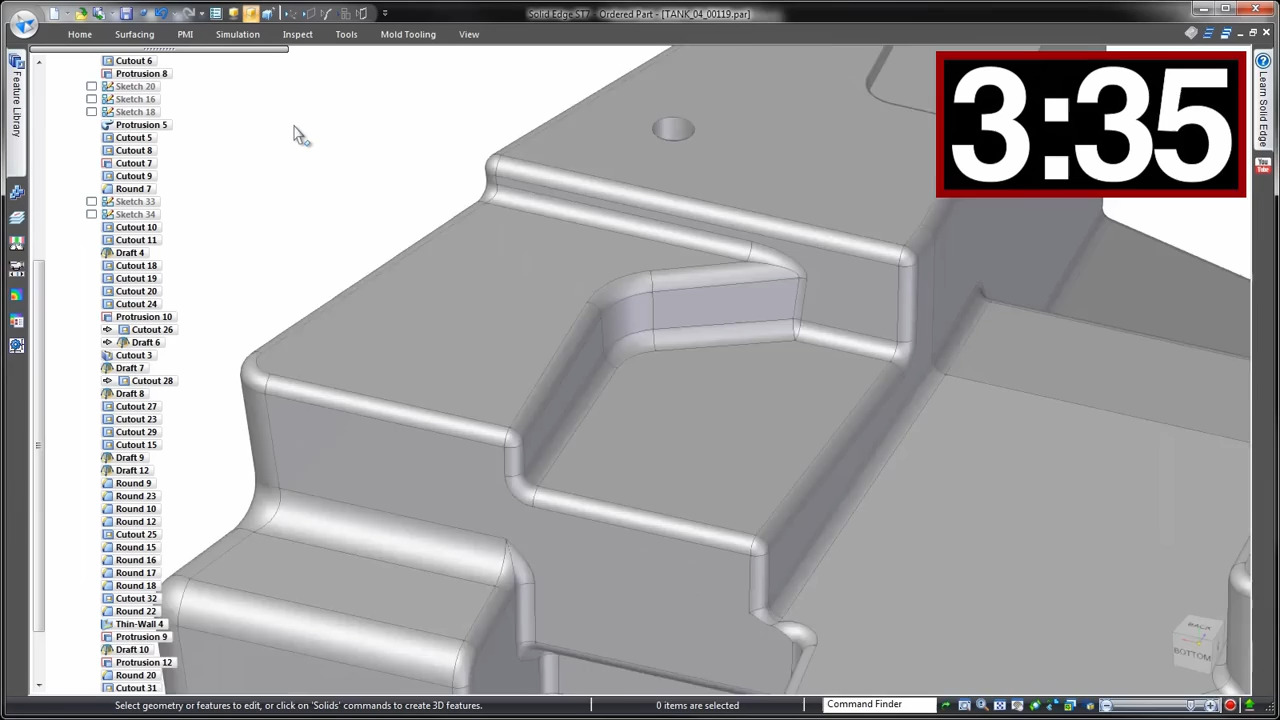 Solid Edge ST7 - Ordered Part - [TANK_04_00119.par]
Home Surfacing PMI Simulation Inspect Tools Mold Tooling View
Feature Library
Cutout 6
Protrusion 8
Sketch 20
Sketch 16
Sketch 18
Protrusion 5
Cutout 5
Cutout 8
Cutout 7
Cutout 9
Round 7
Sketch 33
Sketch 34
Cutout 10
Cutout 11
Draft 4
Cutout 18
Cutout 19
Cutout 20
Cutout 24
Protrusion 10
Cutout 26
Draft 6
Cutout 3
Draft 7
Cutout 28
Draft 8
Cutout 27
Cutout 23
Cutout 29
Cutout 15
Draft 9
Draft 12
Round 9
Round 23
Round 10
Round 12
Cutout 25
Round 15
Round 16
Round 17
Round 18
Cutout 32
Round 22
Thin-Wall 4
Protrusion 9
Draft 10
Protrusion 12
Round 20
Cutout 31
3:35
Learn Solid Edge
You Tube
BACK
BOTTOM
Select geometry or features to edit, or click on 'Solids' commands to create 3D features.
0 items are selected
Command Finder